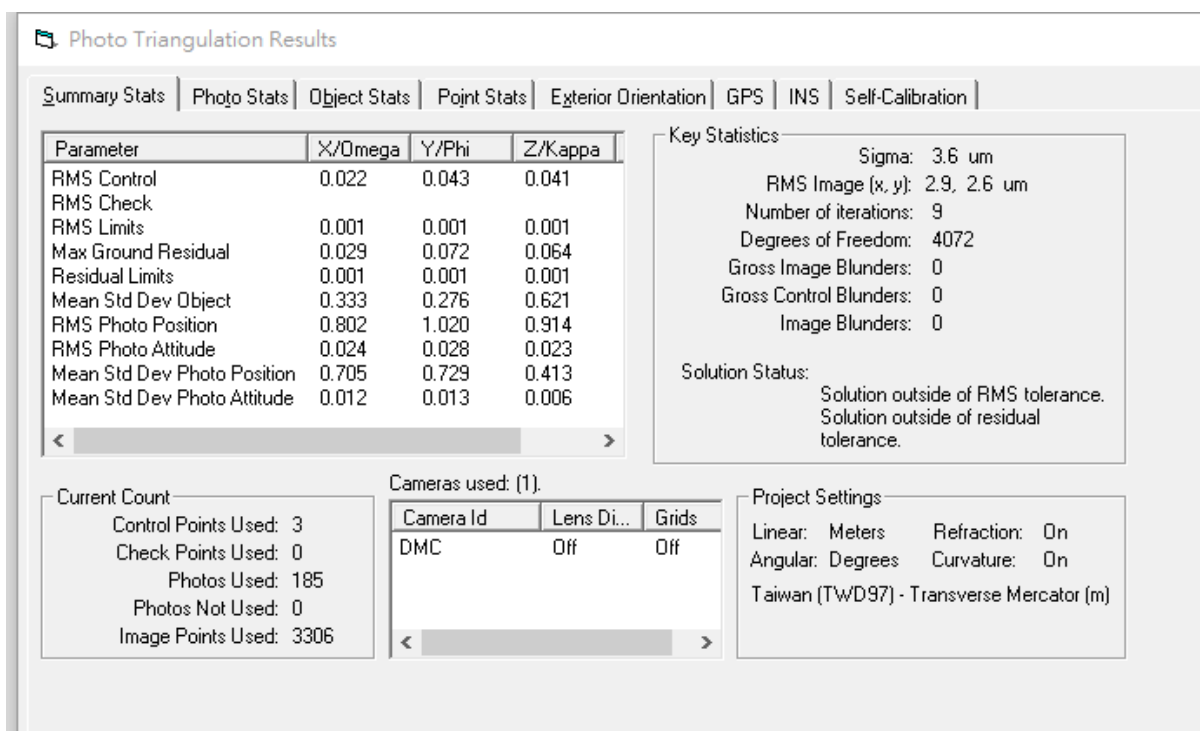 Photo Triangulation Results
Summary Stats Photo Stats Object Stats Point Stats Exterior Orientation GPS INS Self-Calibration
Parameter X/Omega Y/Phi Z/Kappa
RMS Control 0.022 0.043 0.041
RMS Check
RMS Limits 0.001 0.001 0.001
Max Ground Residual 0.029 0.072 0.064
Residual Limits 0.001 0.001 0.001
Mean Std Dev Object 0.333 0.276 0.621
RMS Photo Position 0.802 1.020 0.914
RMS Photo Attitude 0.024 0.028 0.023
Mean Std Dev Photo Position 0.705 0.729 0.413
Mean Std Dev Photo Attitude 0.012 0.013 0.006
Key Statistics
Sigma: 3.6 um
RMS Image (x, y): 2.9, 2.6 um
Number of iterations: 9
Degrees of Freedom: 4072
Gross Image Blunders: 0
Gross Control Blunders: 0
Image Blunders: 0
Solution Status:
Solution outside of RMS tolerance.
Solution outside of residual
tolerance.
Current Count
Control Points Used: 3
Check Points Used: 0
Photos Used: 185
Photos Not Used: 0
Image Points Used: 3306
Cameras used: (1).
Camera Id Lens Di... Grids
DMC Off Off
Project Settings
Linear: Meters Refraction: On
Angular: Degrees Curvature: On
Taiwan (TWD97) - Transverse Mercator (m)